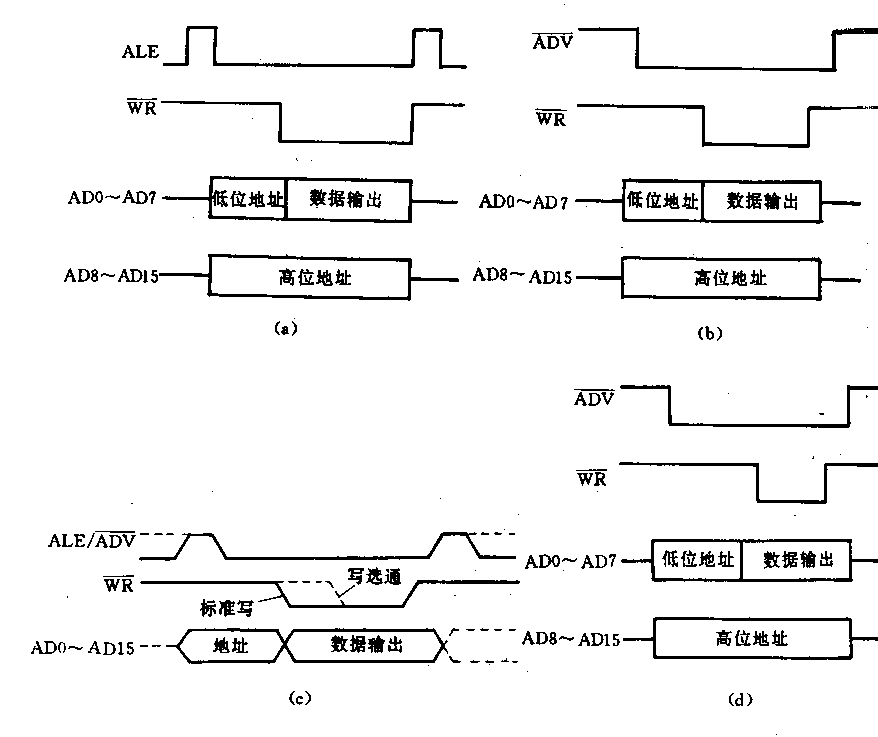 ALE
WR
AD0～AD7
低位地址 数据输出
AD8～AD15
高位地址
(a)
ADV
WR
AD0～AD7
低位地址 数据输出
AD8～AD15
高位地址
(b)
ALE/ADV
WR
标准写
写选通
AD0～AD15
地址 数据输出
(c)
ADV
WR
AD0～AD7
低位地址 数据输出
AD8～AD15
高位地址
(d)